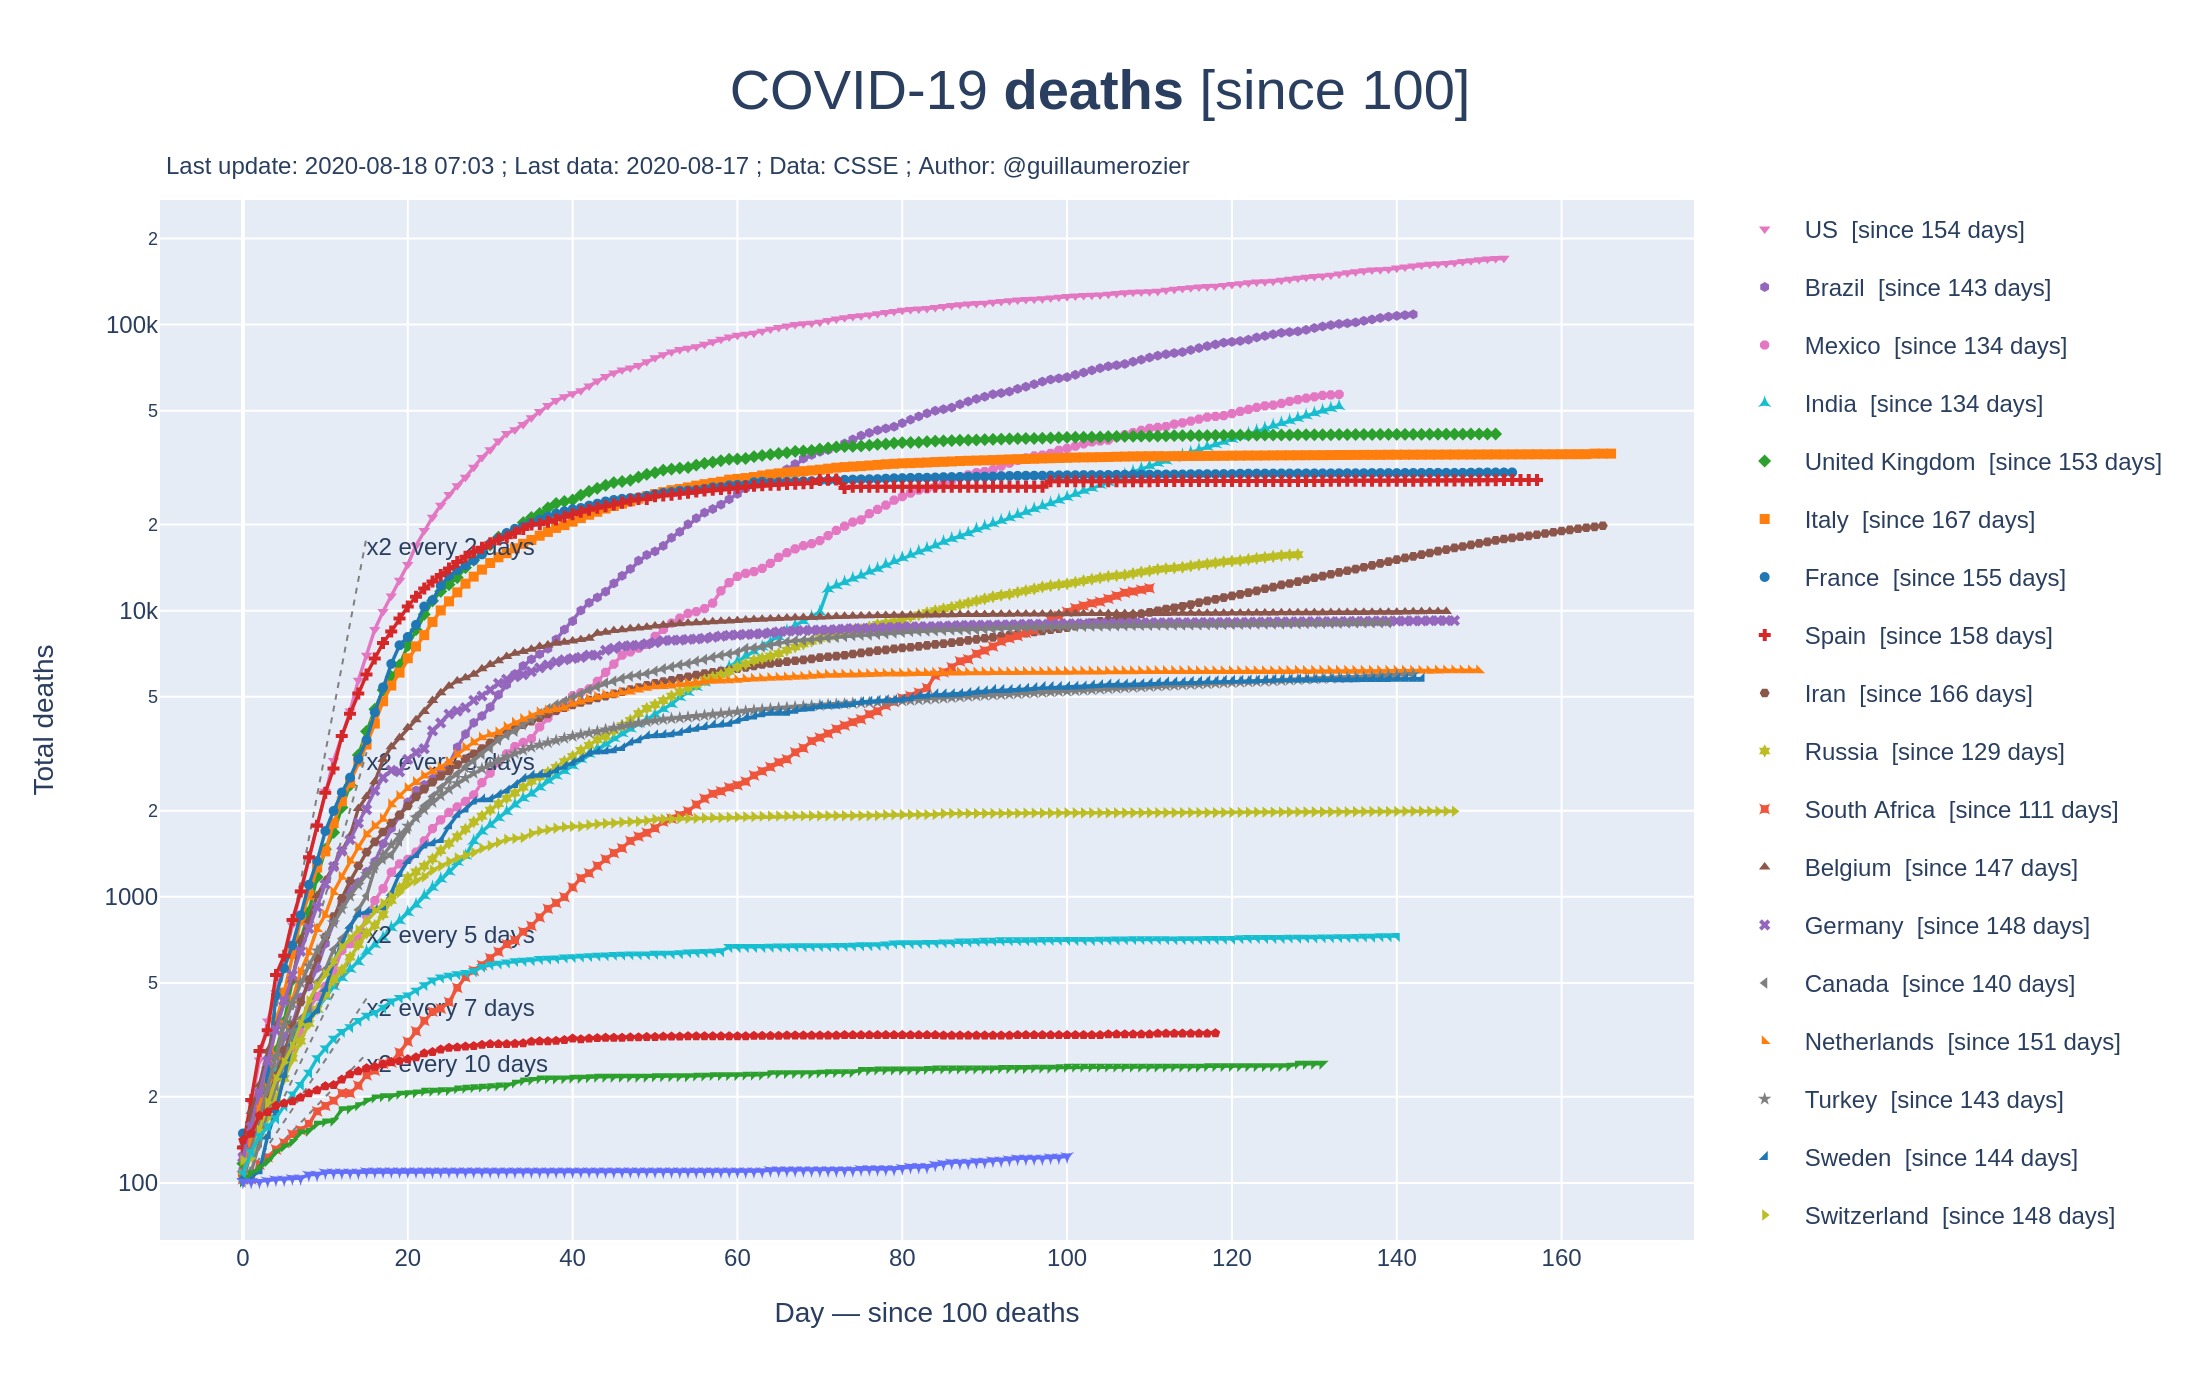 COVID-19 deaths [since 100]
Last update: 2020-08-18 07:03 ; Last data: 2020-08-17 ; Data: CSSE ; Author: @guillaumerozier
Total deaths
2
100k
5
2
10k
5
2
1000
5
2
100
x2 every 2 days
x2 every 3 days
x2 every 5 days
x2 every 7 days
x2 every 10 days
0 20 40 60 80 100 120 140 160
Day — since 100 deaths
US [since 154 days]
Brazil [since 143 days]
Mexico [since 134 days]
India [since 134 days]
United Kingdom [since 153 days]
Italy [since 167 days]
France [since 155 days]
Spain [since 158 days]
Iran [since 166 days]
Russia [since 129 days]
South Africa [since 111 days]
Belgium [since 147 days]
Germany [since 148 days]
Canada [since 140 days]
Netherlands [since 151 days]
Turkey [since 143 days]
Sweden [since 144 days]
Switzerland [since 148 days]